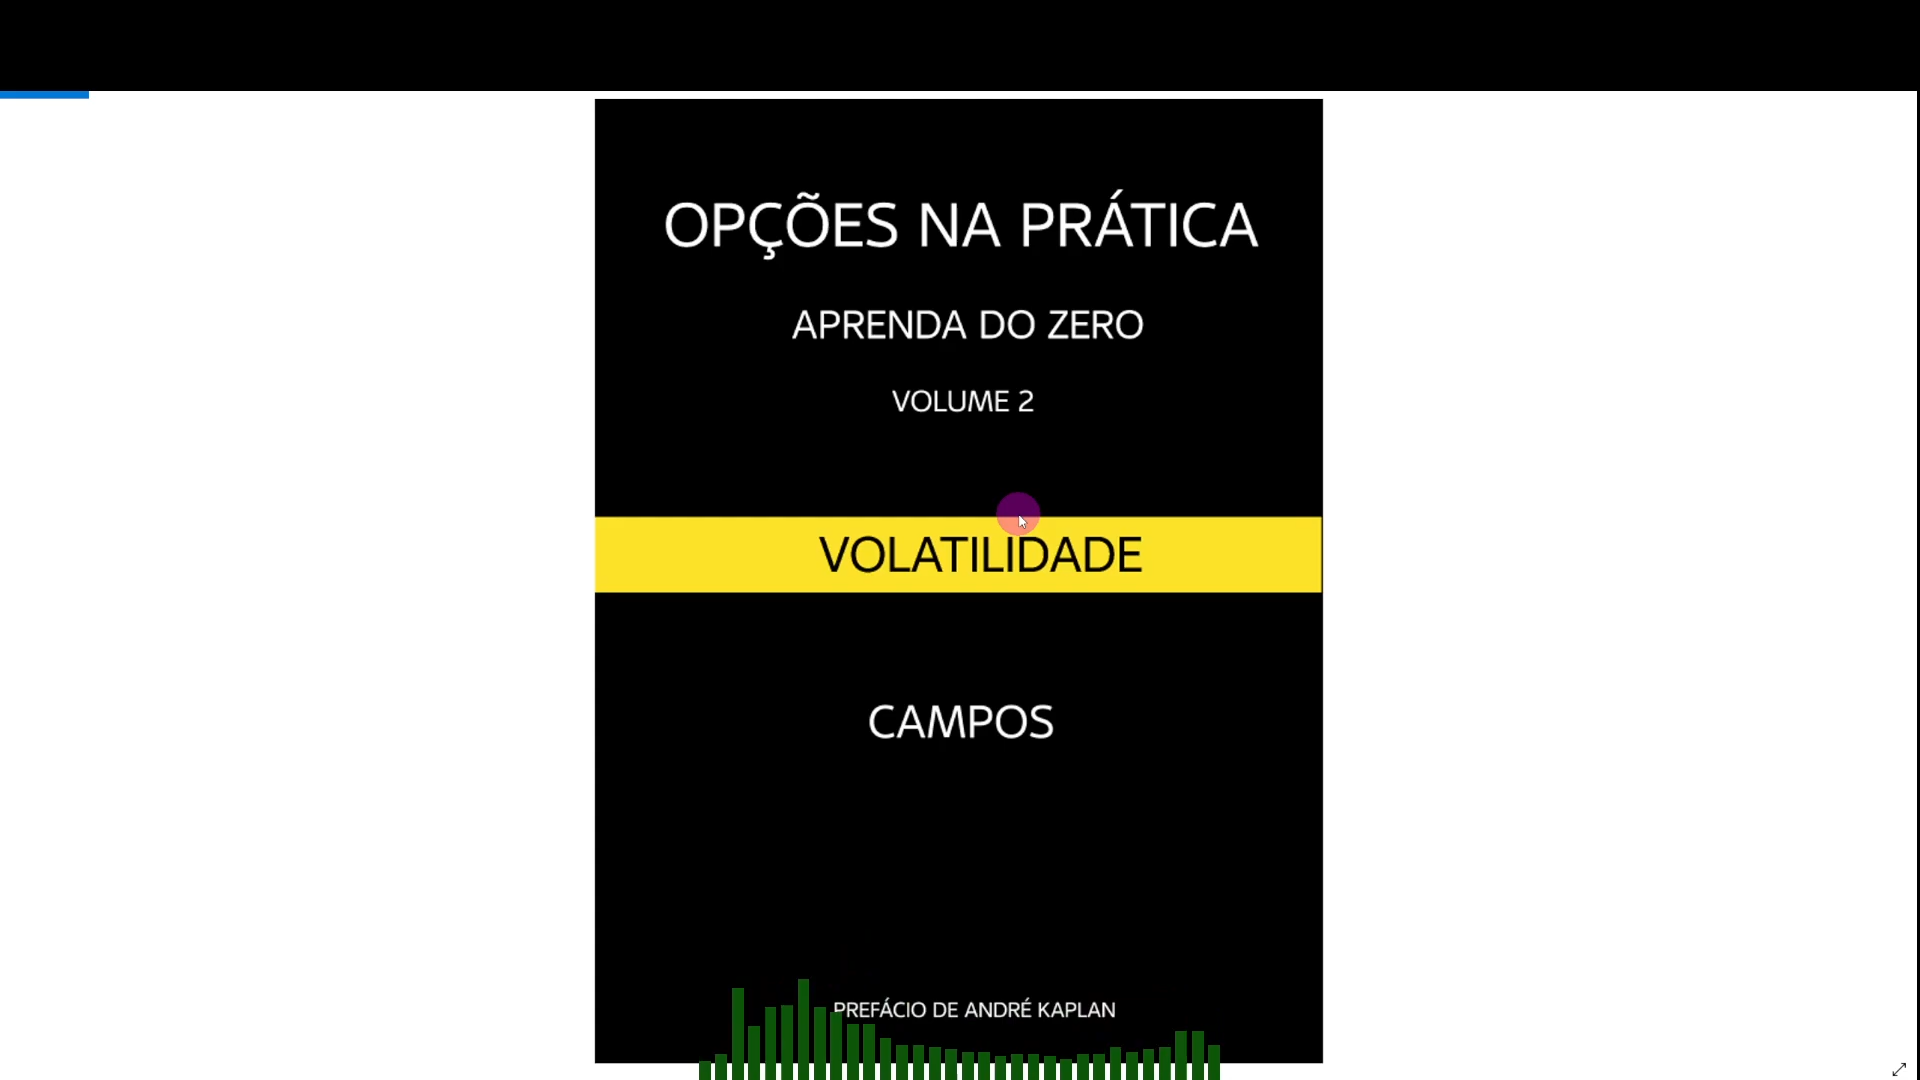 OPÇÕES NA PRÁTICA
APRENDA DO ZERO
VOLUME 2
VOLATILIDADE
CAMPOS
PREFÁCIO DE ANDRÉ KAPLAN